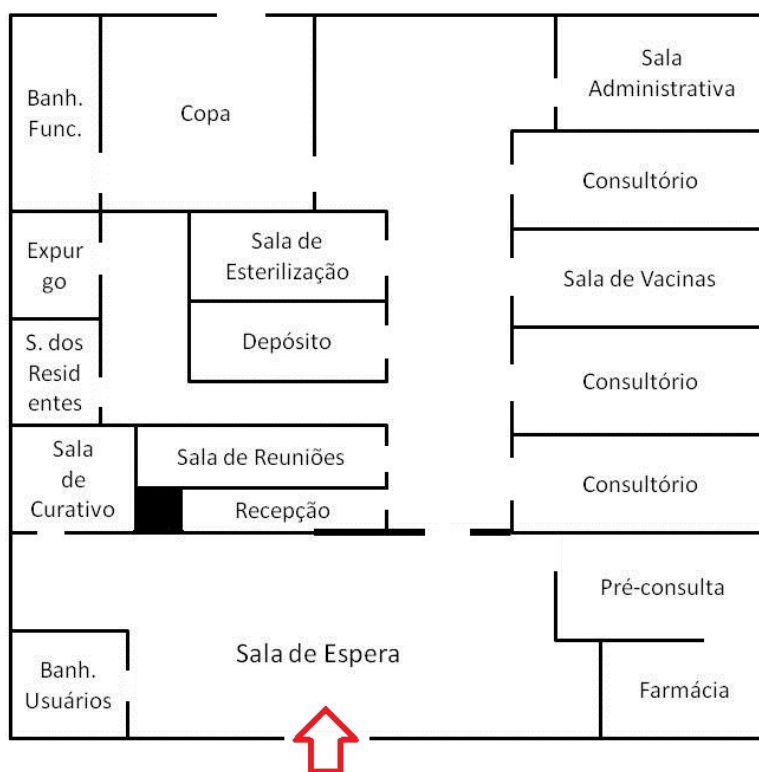 Banh.
Func.
Copa
Sala
Administrativa
Consultório
Expur
go
Sala de
Esterilização
Sala de Vacinas
S. dos
Resid
entes
Depósito
Consultório
Sala
de
Curativo
Sala de Reuniões
Recepção
Consultório
Pré-consulta
Sala de Espera
Banh.
Usuários
Farmácia